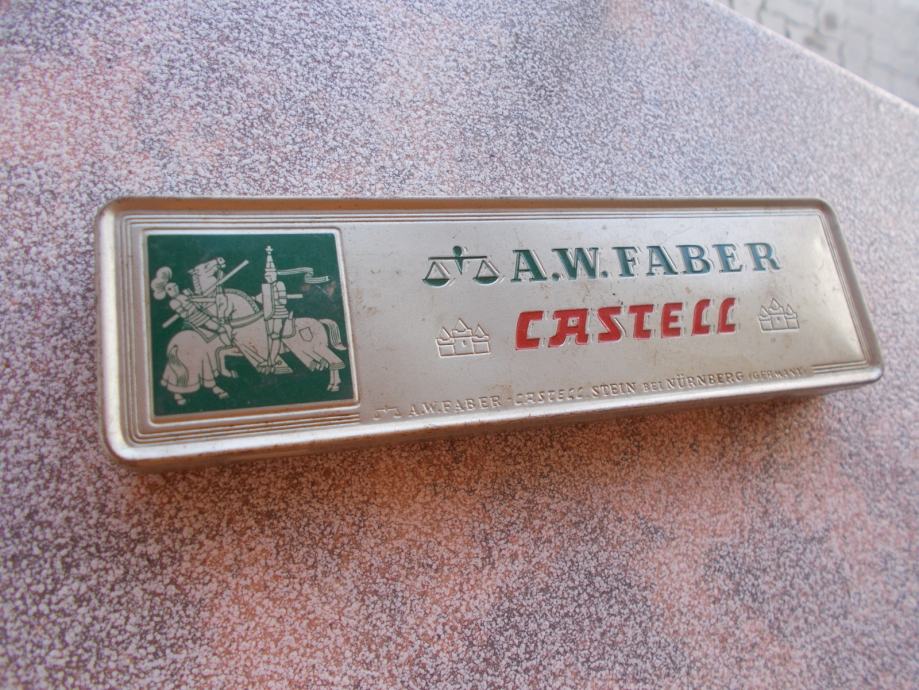 A.W.FABER
CASTELL
A.W.FABER-CASTELL STEIN BEI NÜRNBERG (GERMANY)